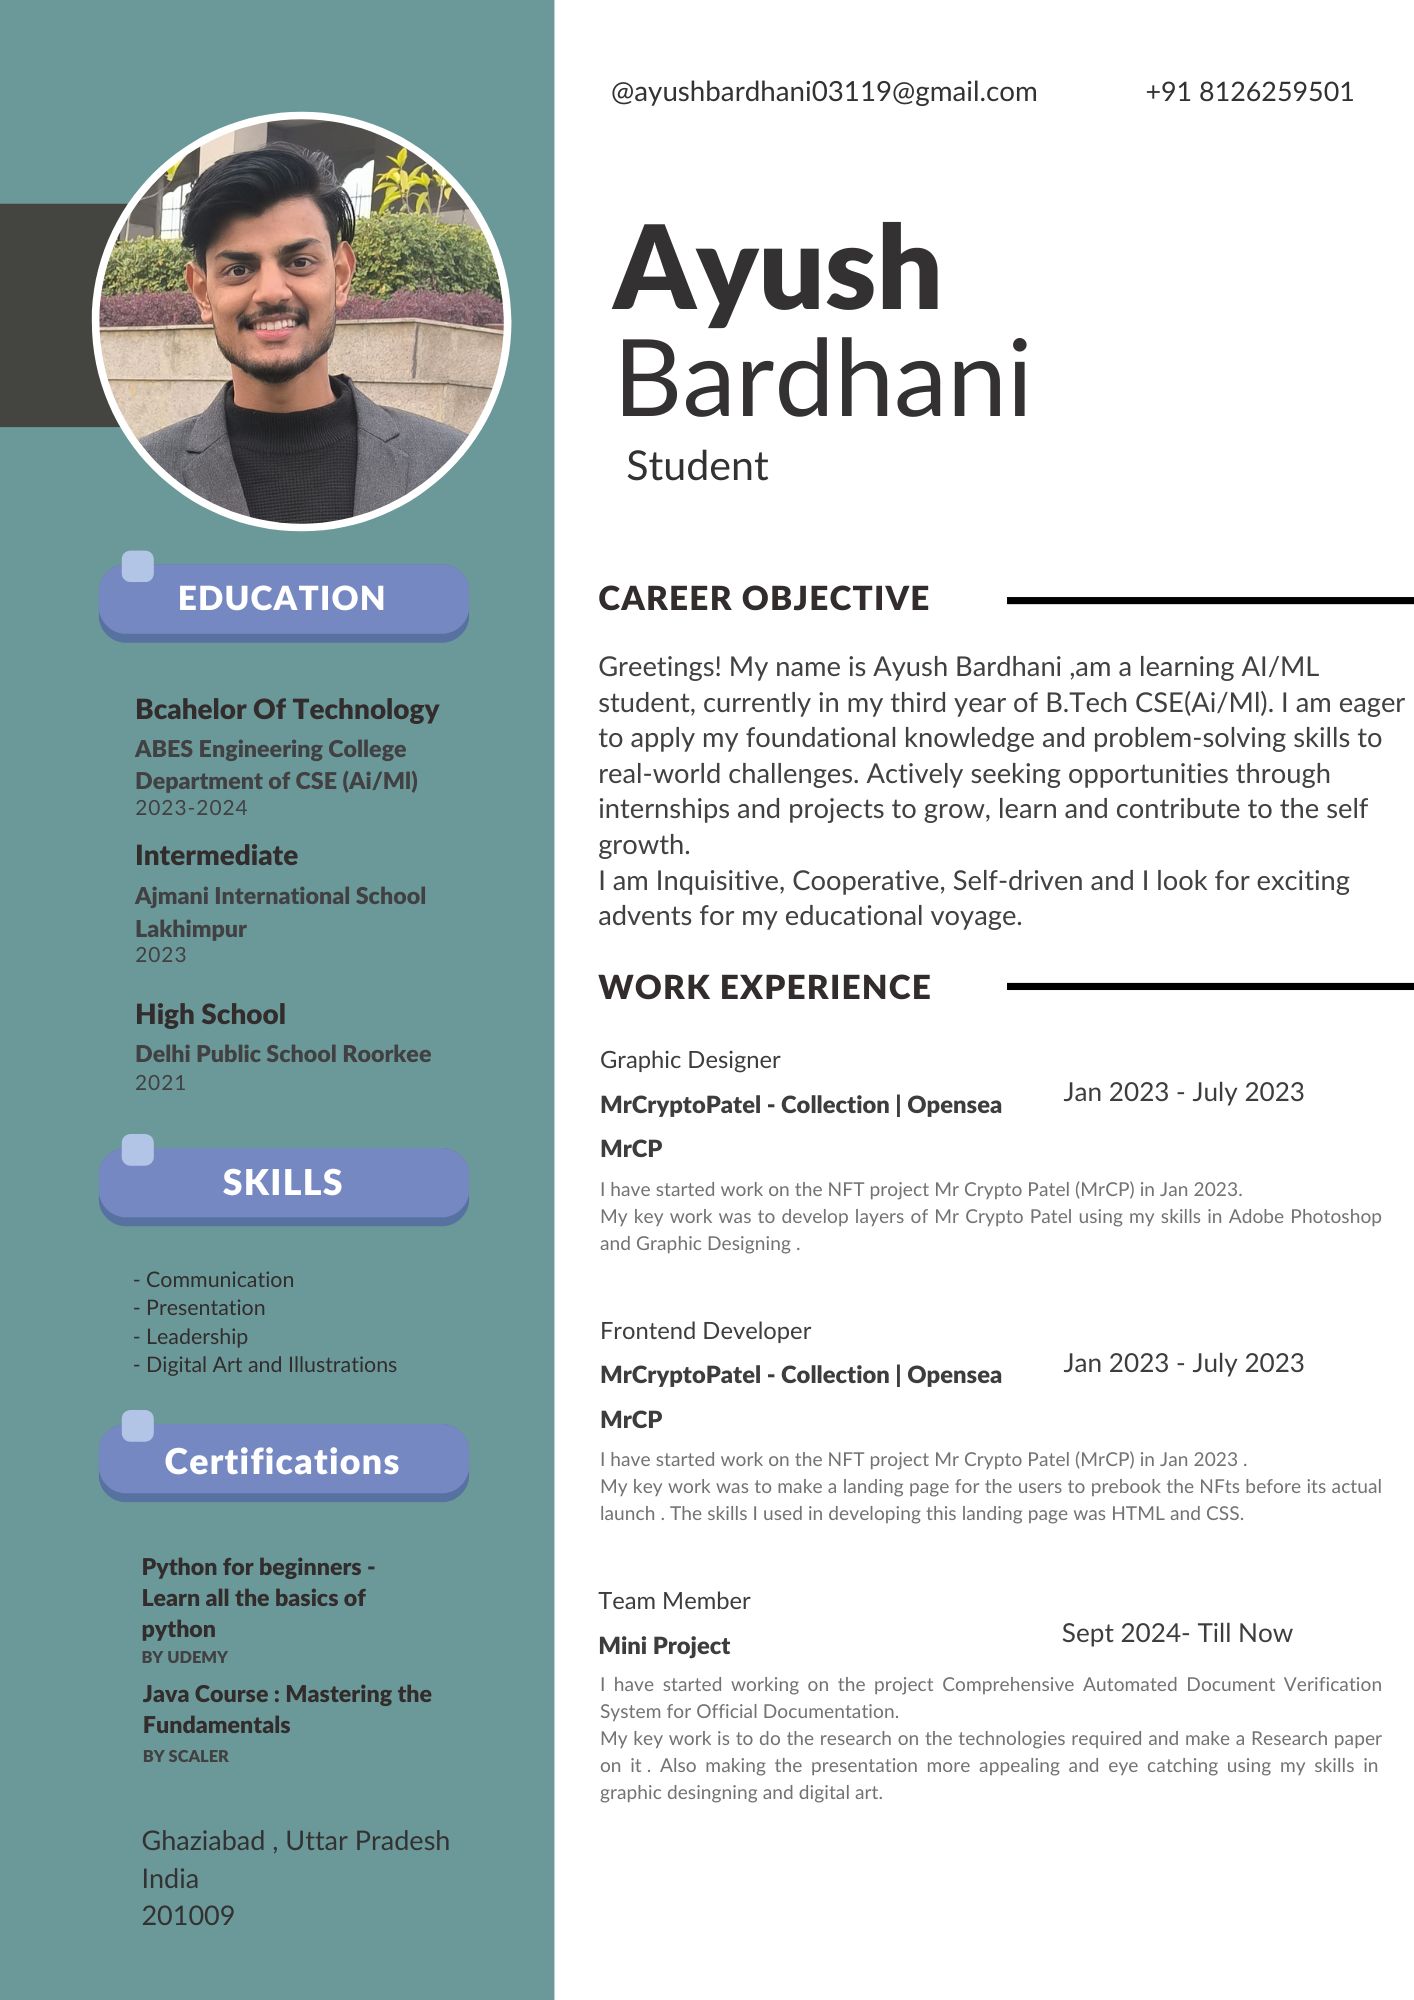 @ayushbardhani03119@gmail.com
+91 8126259501
Ayush
Bardhani
Student
EDUCATION
Bcahelor Of Technology
ABES Engineering College
Department of CSE (Ai/Ml)
2023-2024
Intermediate
Ajmani International School
Lakhimpur
2023
High School
Delhi Public School Roorkee
2021
SKILLS
- Communication
- Presentation
- Leadership
- Digital Art and Illustrations
Certifications
Python for beginners -
Learn all the basics of
python
BY UDEMY
Java Course : Mastering the
Fundamentals
BY SCALER
Ghaziabad , Uttar Pradesh
India
201009
CAREER OBJECTIVE
Greetings! My name is Ayush Bardhani ,am a learning AI/ML
student, currently in my third year of B.Tech CSE(Ai/Ml). I am eager
to apply my foundational knowledge and problem-solving skills to
real-world challenges. Actively seeking opportunities through
internships and projects to grow, learn and contribute to the self
growth.
I am Inquisitive, Cooperative, Self-driven and I look for exciting
advents for my educational voyage.
WORK EXPERIENCE
Graphic Designer
MrCryptoPatel - Collection | Opensea
MrCP
Jan 2023 - July 2023
I have started work on the NFT project Mr Crypto Patel (MrCP) in Jan 2023.
My key work was to develop layers of Mr Crypto Patel using my skills in Adobe Photoshop
and Graphic Designing .
Frontend Developer
MrCryptoPatel - Collection | Opensea
MrCP
Jan 2023 - July 2023
I have started work on the NFT project Mr Crypto Patel (MrCP) in Jan 2023 .
My key work was to make a landing page for the users to prebook the NFts before its actual
launch . The skills I used in developing this landing page was HTML and CSS.
Team Member
Mini Project
Sept 2024- Till Now
I have started working on the project Comprehensive Automated Document Verification
System for Official Documentation.
My key work is to do the research on the technologies required and make a Research paper
on it . Also making the presentation more appealing and eye catching using my skills in
graphic desingning and digital art.